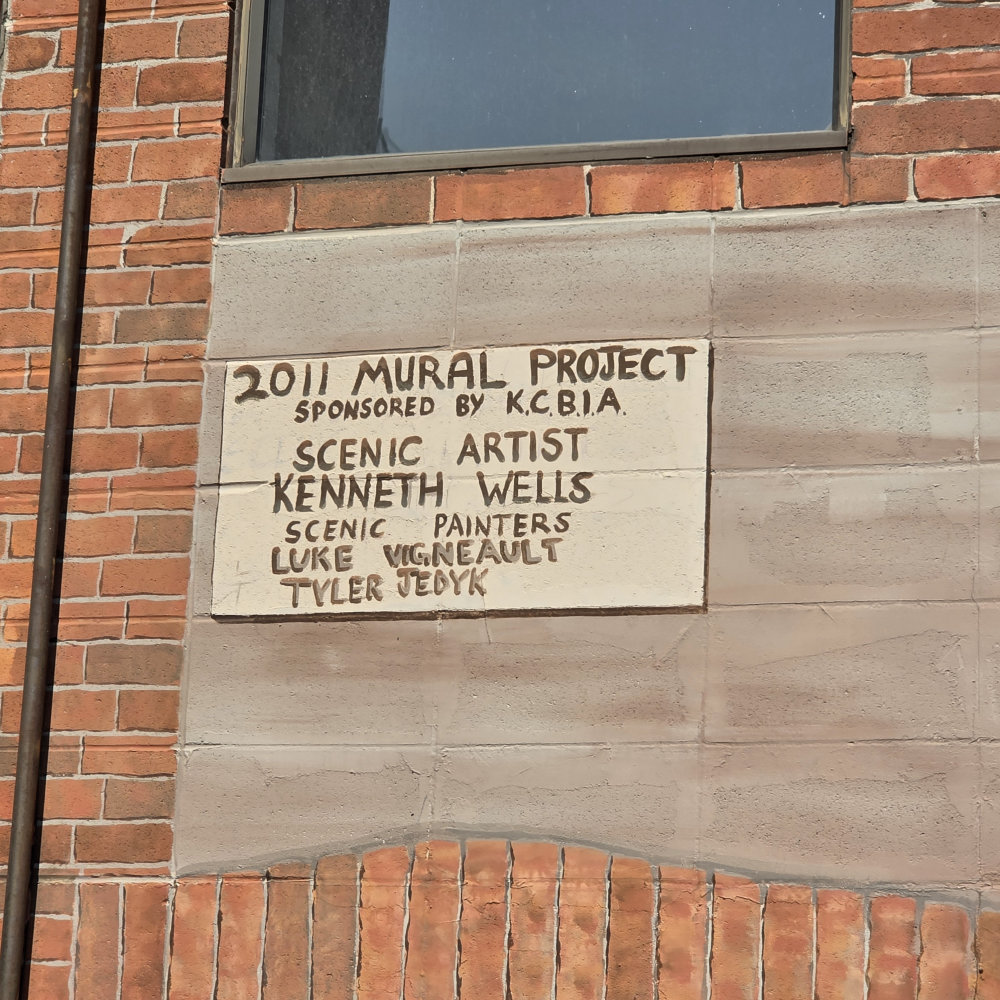 2011 MURAL PROJECT
SPONSORED BY K.C.B.I.A.
SCENIC ARTIST
KENNETH WELLS
SCENIC PAINTERS
LUKE VIGNEAULT
TYLER JEDYK